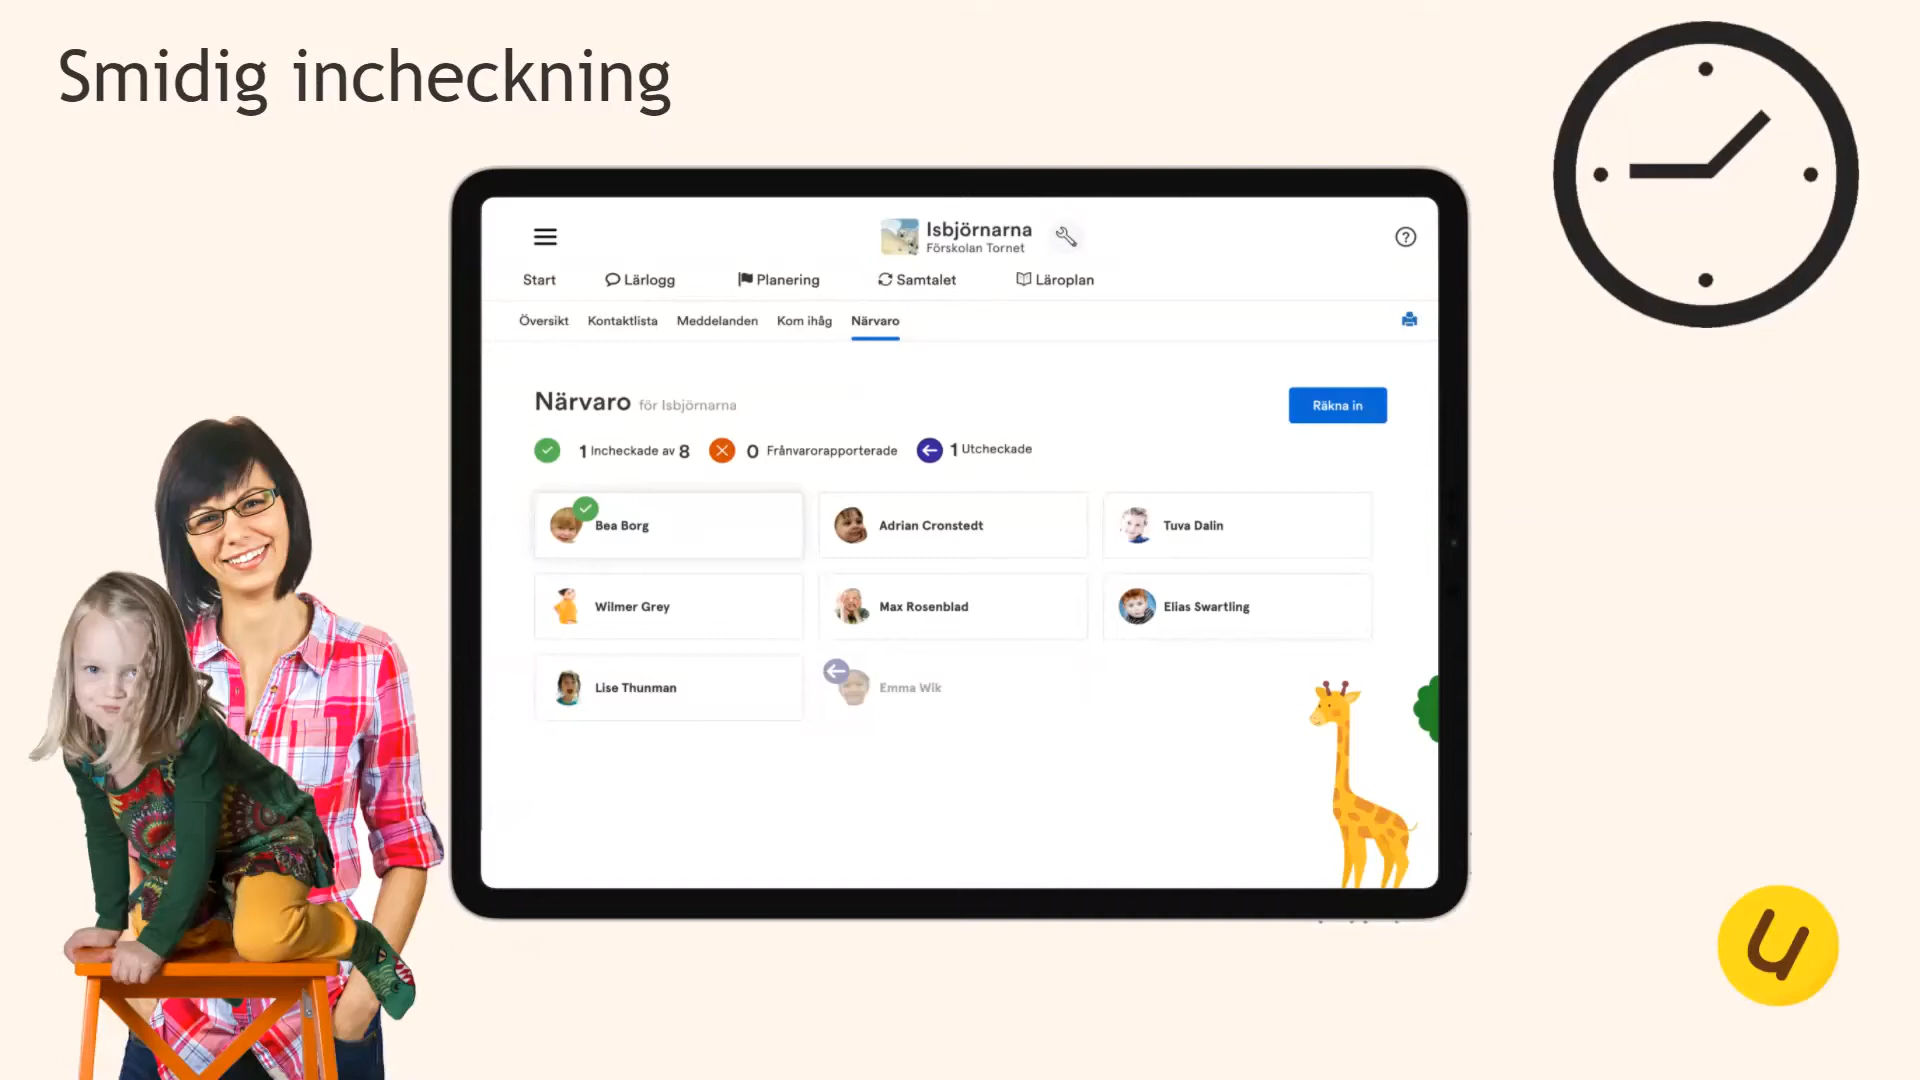 Smidig incheckning
Isbjörnarna
Förskolan Tornet
Start Lärlogg Planering Samtalet Läroplan
Översikt Kontaktlista Meddelanden Kom ihåg Närvaro
Närvaro för Isbjörnarna
Räkna in
1 Incheckade av 8 0 Frånvarorapporterade 1 Utcheckade
Bea Borg Adrian Cronstedt Tuva Dalin
Wilmer Grey Max Rosenblad Elias Swartling
Lise Thunman Emma Wik
u